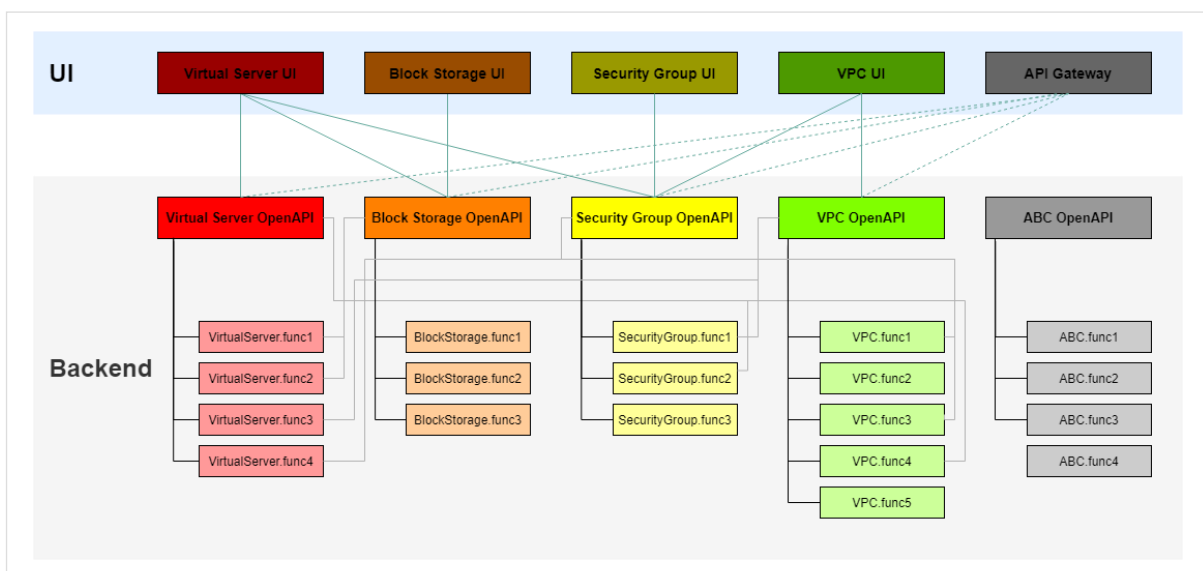 UI
Virtual Server UI
Block Storage UI
Security Group UI
VPC UI
API Gateway
Backend
Virtual Server OpenAPI
Block Storage OpenAPI
Security Group OpenAPI
VPC OpenAPI
ABC OpenAPI
VirtualServer.func1
BlockStorage.func1
SecurityGroup.func1
VPC.func1
ABC.func1
VirtualServer.func2
BlockStorage.func2
SecurityGroup.func2
VPC.func2
ABC.func2
VirtualServer.func3
BlockStorage.func3
SecurityGroup.func3
VPC.func3
ABC.func3
VirtualServer.func4
VPC.func4
ABC.func4
VPC.func5